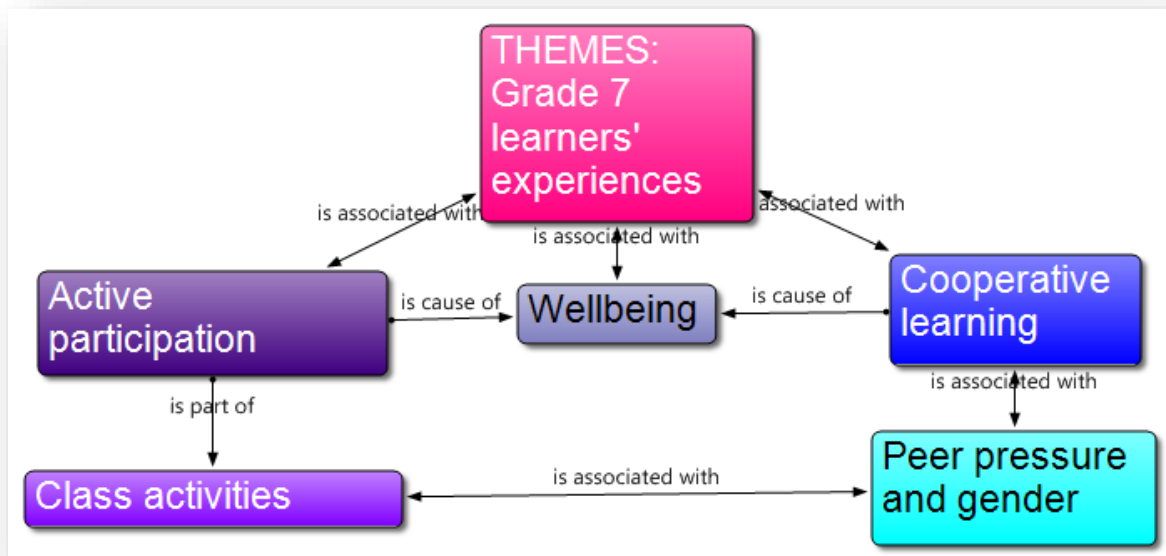 THEMES:
Grade 7
learners'
experiences
is associated with
is associated with
associated with
Active
participation
is cause of
Wellbeing
is cause of
Cooperative
learning
is part of
is associated with
Class activities
is associated with
Peer pressure
and gender